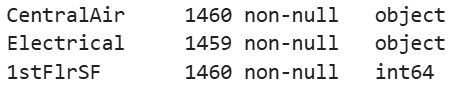 CentralAir     1460 non-null   object
Electrical     1459 non-null   object
1stFlrSF       1460 non-null   int64